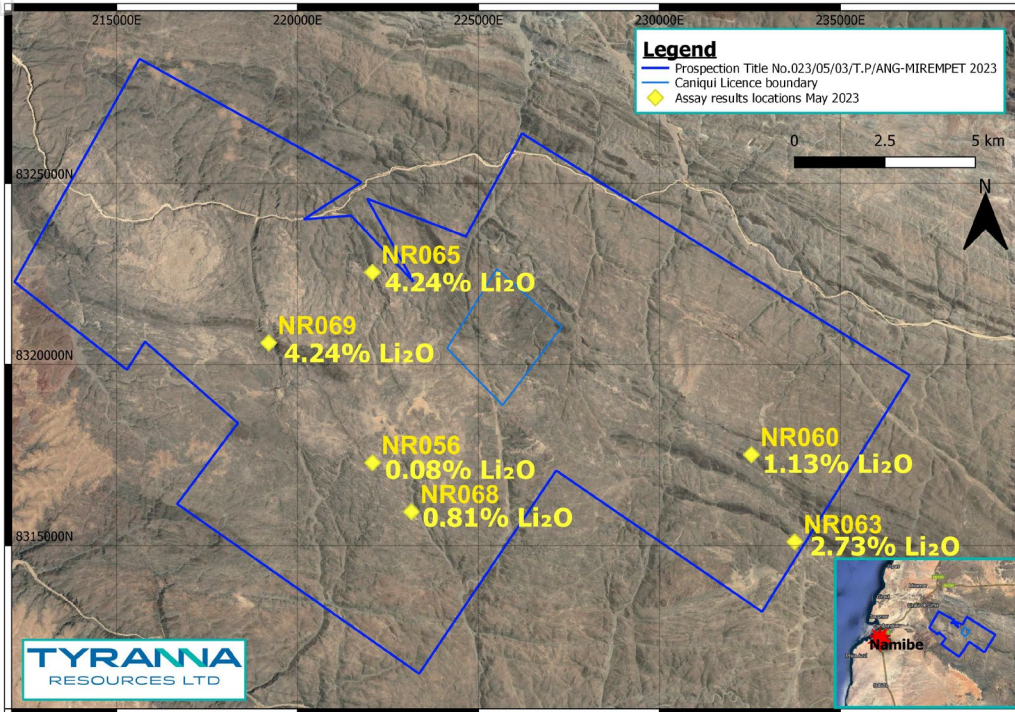 215000E
220000E
225000E
230000E
235000E
Legend
Prospection Title No.023/05/03/T.P/ANG-MIREMPET 2023
Caniqui Licence boundary
Assay results locations May 2023
0
2.5
5 km
N
8325000N
NR065
4.24% Li₂O
NR069
4.24% Li₂O
8320000N
NR056
0.08% Li₂O
NR068
0.81% Li₂O
NR060
1.13% Li₂O
NR063
2.73% Li₂O
8315000N
Namibe
TYRANNA
RESOURCES LTD